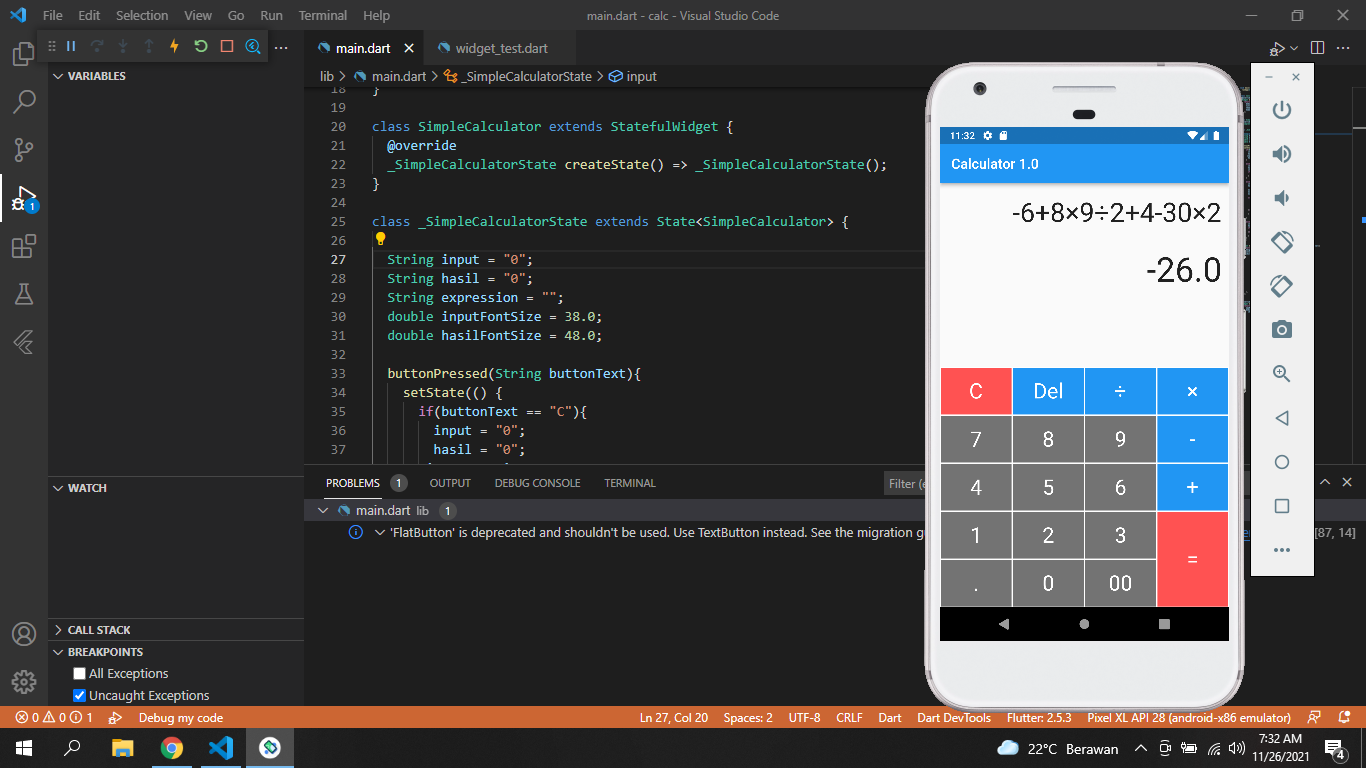 File Edit Selection View Go Run Terminal Help
main.dart - calc - Visual Studio Code
main.dart
widget_test.dart
VARIABLES
lib > main.dart > _SimpleCalculatorState > input
18 }
19
20 class SimpleCalculator extends StatefulWidget {
21 @override
22 _SimpleCalculatorState createState() => _SimpleCalculatorState();
23 }
24
25 class _SimpleCalculatorState extends State<SimpleCalculator> {
26
27 String input = "0";
28 String hasil = "0";
29 String expression = "";
30 double inputFontSize = 38.0;
31 double hasilFontSize = 48.0;
32
33 buttonPressed(String buttonText){
34 setState(() {
35 if(buttonText == "C"){
36 input = "0";
37 hasil = "0";
1
WATCH
PROBLEMS 1 OUTPUT DEBUG CONSOLE TERMINAL
Filter (e
main.dart lib 1
'FlatButton' is deprecated and shouldn't be used. Use TextButton instead. See the migration g
[87, 14]
CALL STACK
BREAKPOINTS
All Exceptions
Uncaught Exceptions
11:32
Calculator 1.0
-6+8×9÷2+4-30×2
-26.0
C Del ÷ ×
7 8 9 -
4 5 6 +
1 2 3 =
. 0 00
0 0 1 Debug my code
Ln 27, Col 20 Spaces: 2 UTF-8 CRLF Dart Dart DevTools Flutter: 2.5.3 Pixel XL API 28 (android-x86 emulator)
22°C Berawan
7:32 AM
11/26/2021
4